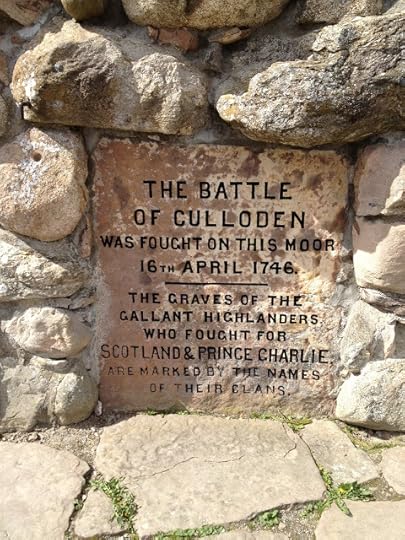 THE BATTLE
OF CULLODEN
WAS FOUGHT ON THIS MOOR
16TH APRIL 1746.
THE GRAVES OF THE
GALLANT HIGHLANDERS
WHO FOUGHT FOR
SCOTLAND & PRINCE CHARLIE
ARE MARKED BY THE NAMES
OF THEIR CLANS.